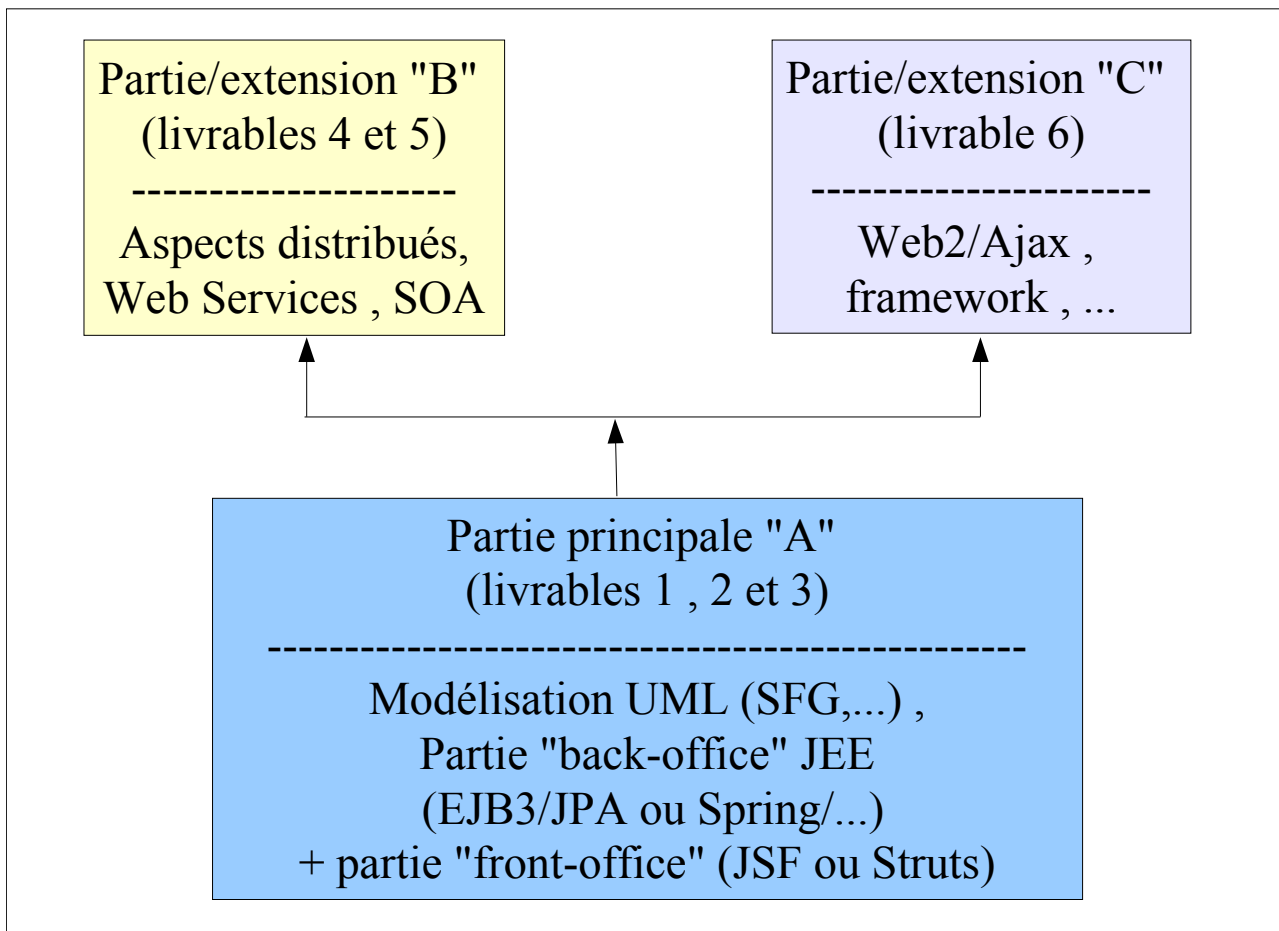 Partie/extension "B"
(livrables 4 et 5)
---------------------
Aspects distribués,
Web Services , SOA
Partie/extension "C"
(livrable 6)
----------------------
Web2/Ajax ,
framework , ...
Partie principale "A"
(livrables 1 , 2 et 3)
-------------------------------------------------
Modélisation UML (SFG,...) ,
Partie "back-office" JEE
(EJB3/JPA ou Spring/...)
+ partie "front-office" (JSF ou Struts)